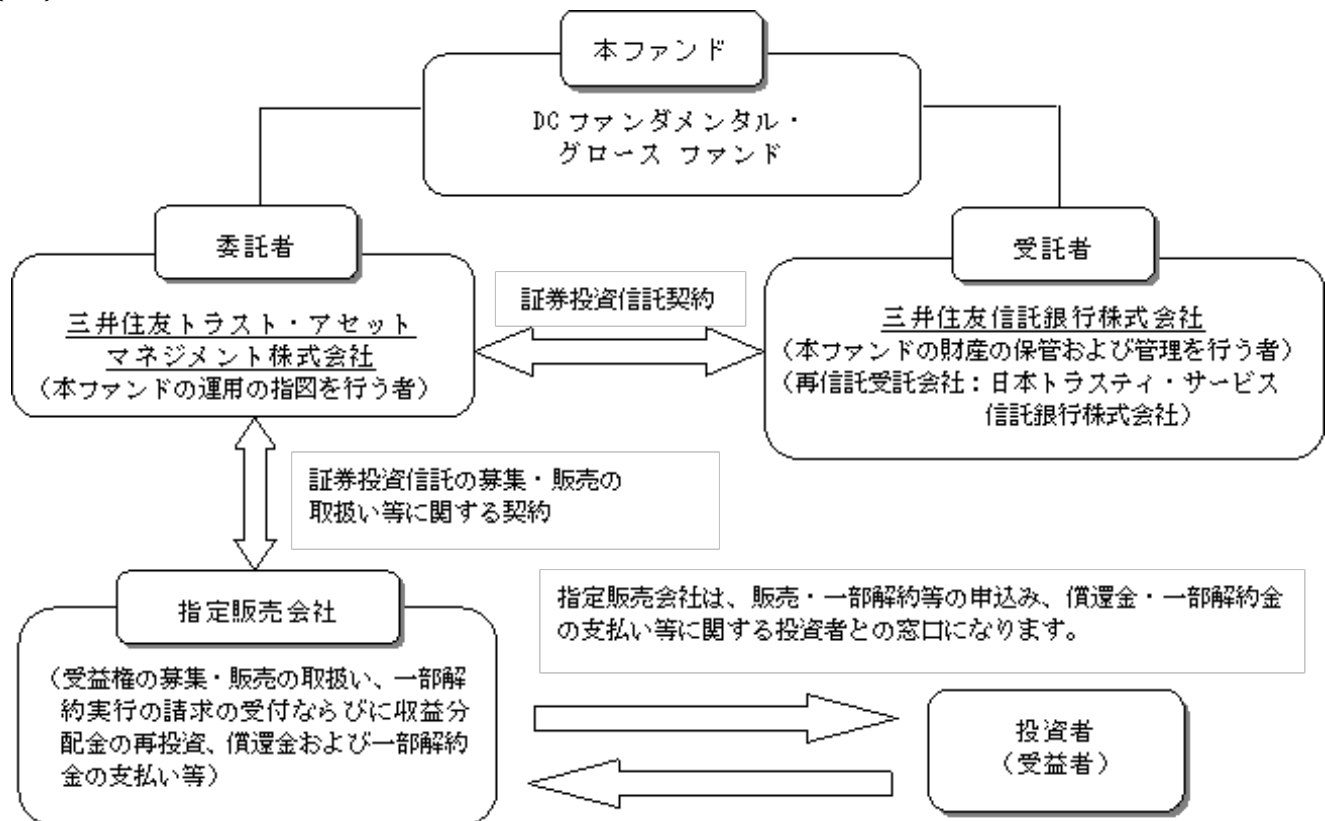 本ファンド
DCファンダメンタル・
グロース ファンド
委託者
三井住友トラスト・アセット
マネジメント株式会社
（本ファンドの運用の指図を行う者）
証券投資信託契約
受託者
三井住友信託銀行株式会社
（本ファンドの財産の保管および管理を行う者）
（再信託受託会社：日本トラスティ・サービス
信託銀行株式会社）
証券投資信託の募集・販売の
取扱い等に関する契約
指定販売会社
（受益権の募集・販売の取扱い、一部解
約実行の請求の受付ならびに収益分
配金の再投資、償還金および一部解約
金の支払い等）
指定販売会社は、販売・一部解約等の申込み、償還金・一部解約金
の支払い等に関する投資者との窓口になります。
投資者
（受益者）